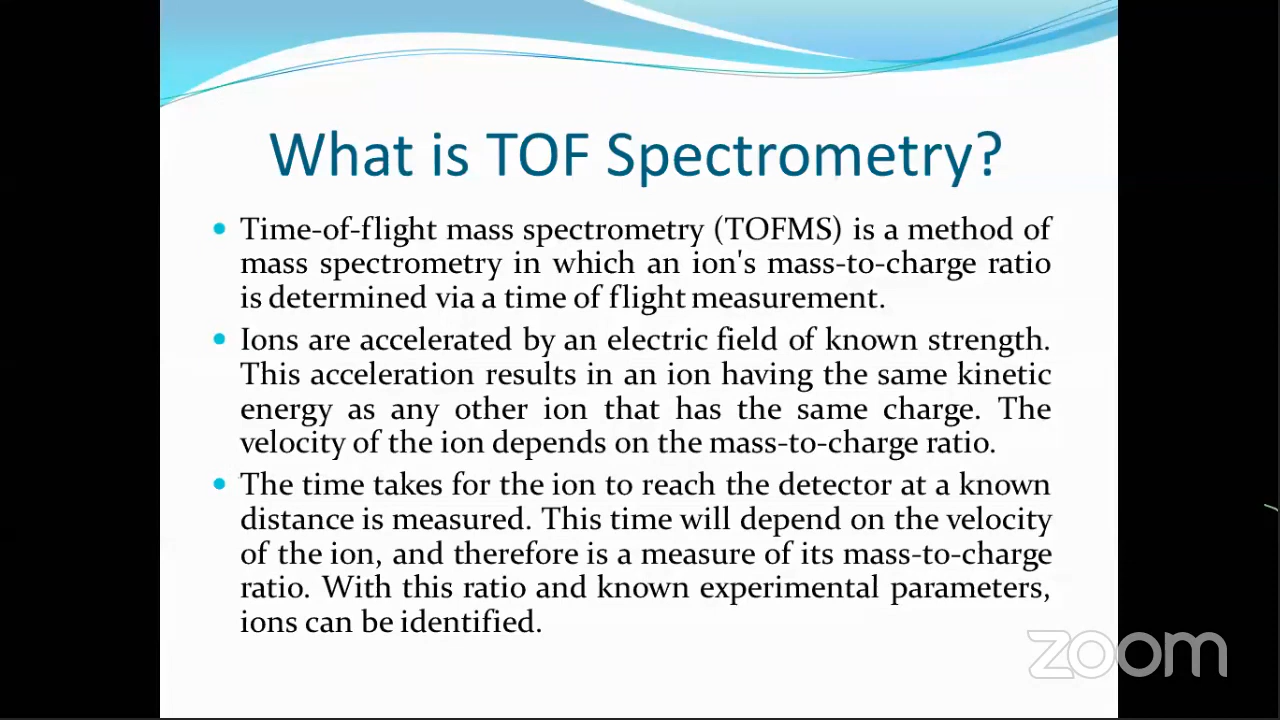 What is TOF Spectrometry?
• Time-of-flight mass spectrometry (TOFMS) is a method of
mass spectrometry in which an ion's mass-to-charge ratio
is determined via a time of flight measurement.
• Ions are accelerated by an electric field of known strength.
This acceleration results in an ion having the same kinetic
energy as any other ion that has the same charge. The
velocity of the ion depends on the mass-to-charge ratio.
• The time takes for the ion to reach the detector at a known
distance is measured. This time will depend on the velocity
of the ion, and therefore is a measure of its mass-to-charge
ratio. With this ratio and known experimental parameters,
ions can be identified.
zoom